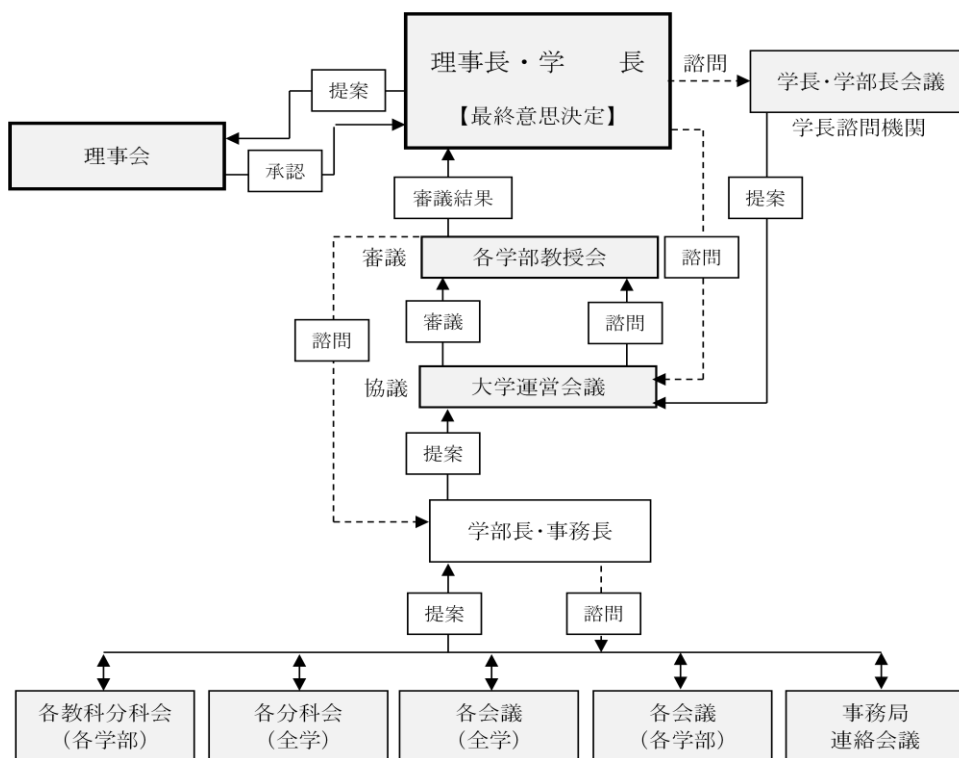 理事長・学　　長
【最終意思決定】
諮問
学長・学部長会議
学長諮問機関
提案
理事会
承認
審議結果
提案
審議
各学部教授会
諮問
諮問
審議
諮問
協議
大学運営会議
提案
学部長・事務長
提案
諮問
各教科分科会
（各学部）
各分科会
（全学）
各会議
（全学）
各会議
（各学部）
事務局
連絡会議